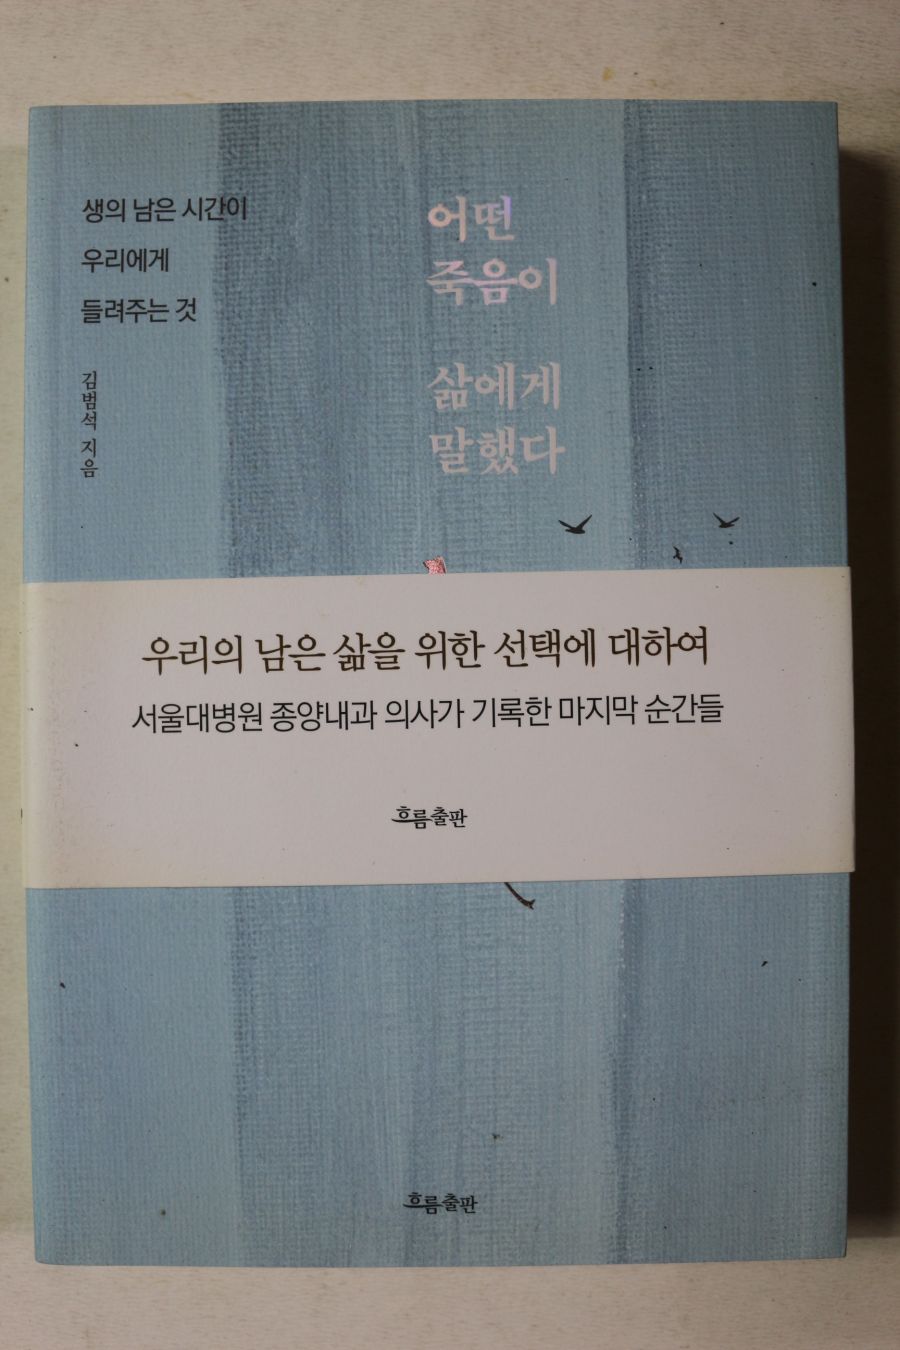 생의 남은 시간이
우리에게
들려주는 것
김범석 지음
어떤
죽음이
삶에게
말했다
우리의 남은 삶을 위한 선택에 대하여
서울대병원 종양내과 의사가 기록한 마지막 순간들
흐름출판
흐름출판